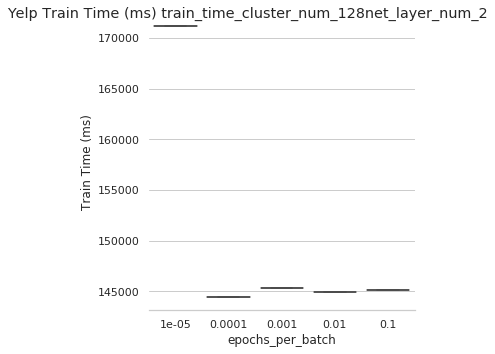 Yelp Train Time (ms) train_time_cluster_num_128net_layer_num_2
170000
165000
160000
155000
150000
145000
Train Time (ms)
1e-05 0.0001 0.001 0.01 0.1
epochs_per_batch